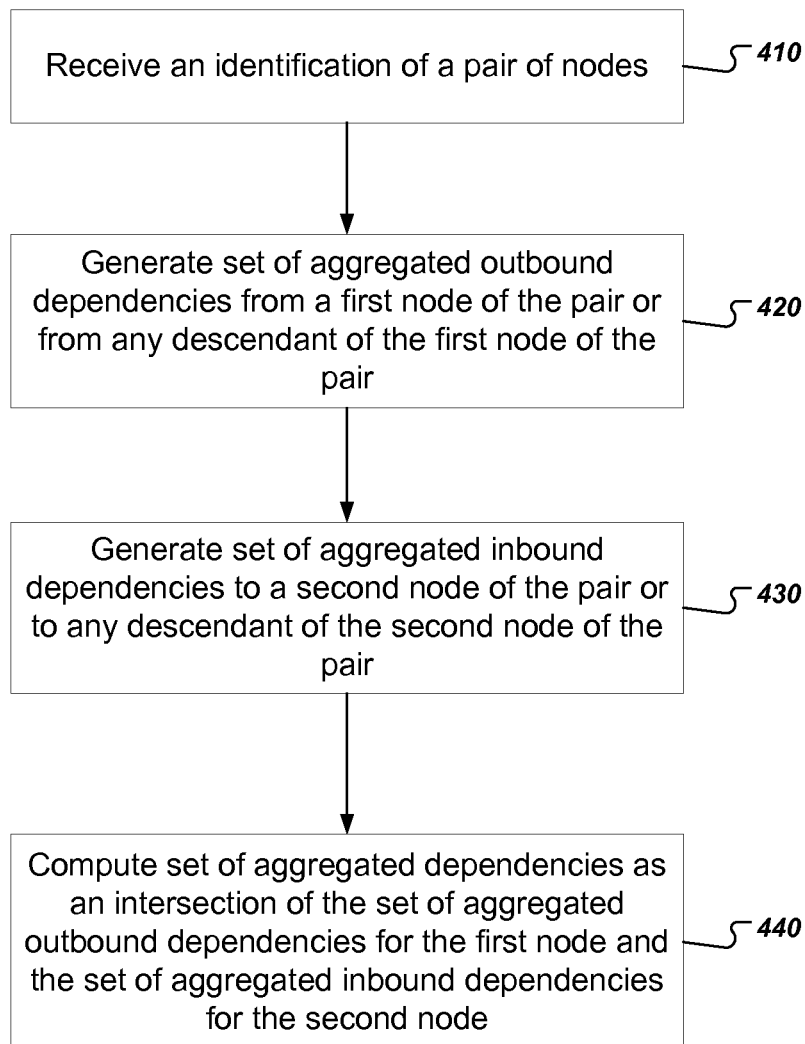 Receive an identification of a pair of nodes
410
Generate set of aggregated outbound
dependencies from a first node of the pair or
from any descendant of the first node of the
pair
420
Generate set of aggregated inbound
dependencies to a second node of the pair or
to any descendant of the second node of the
pair
430
Compute set of aggregated dependencies as
an intersection of the set of aggregated
outbound dependencies for the first node and
the set of aggregated inbound dependencies
for the second node
440